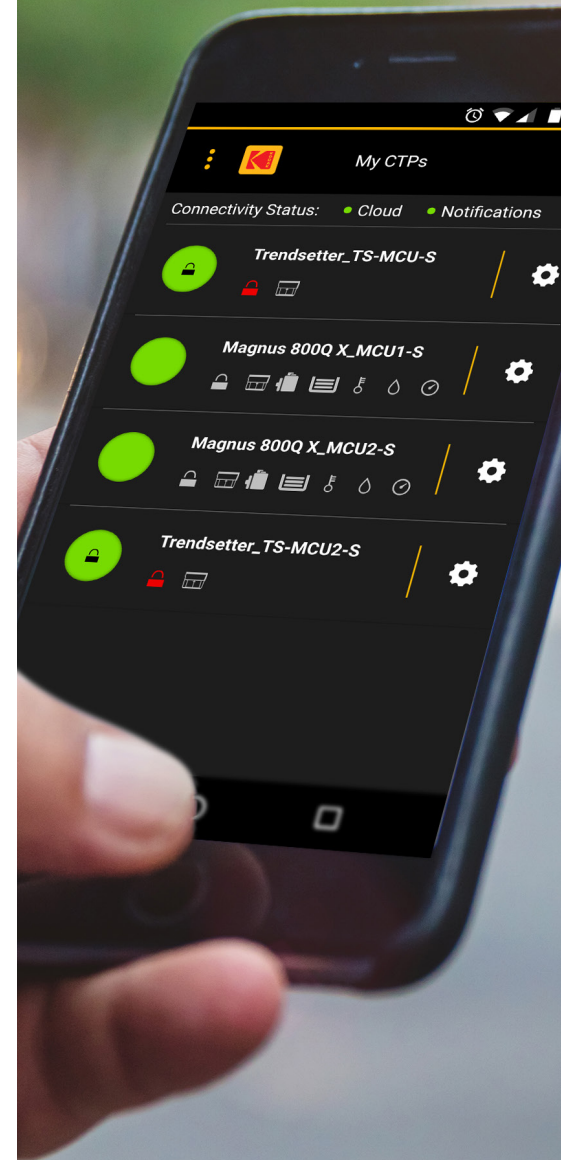 My CTPs
Connectivity Status: Cloud Notifications
Trendsetter_TS-MCU-S
Magnus 800Q X_MCU1-S
Magnus 800Q X_MCU2-S
Trendsetter_TS-MCU2-S